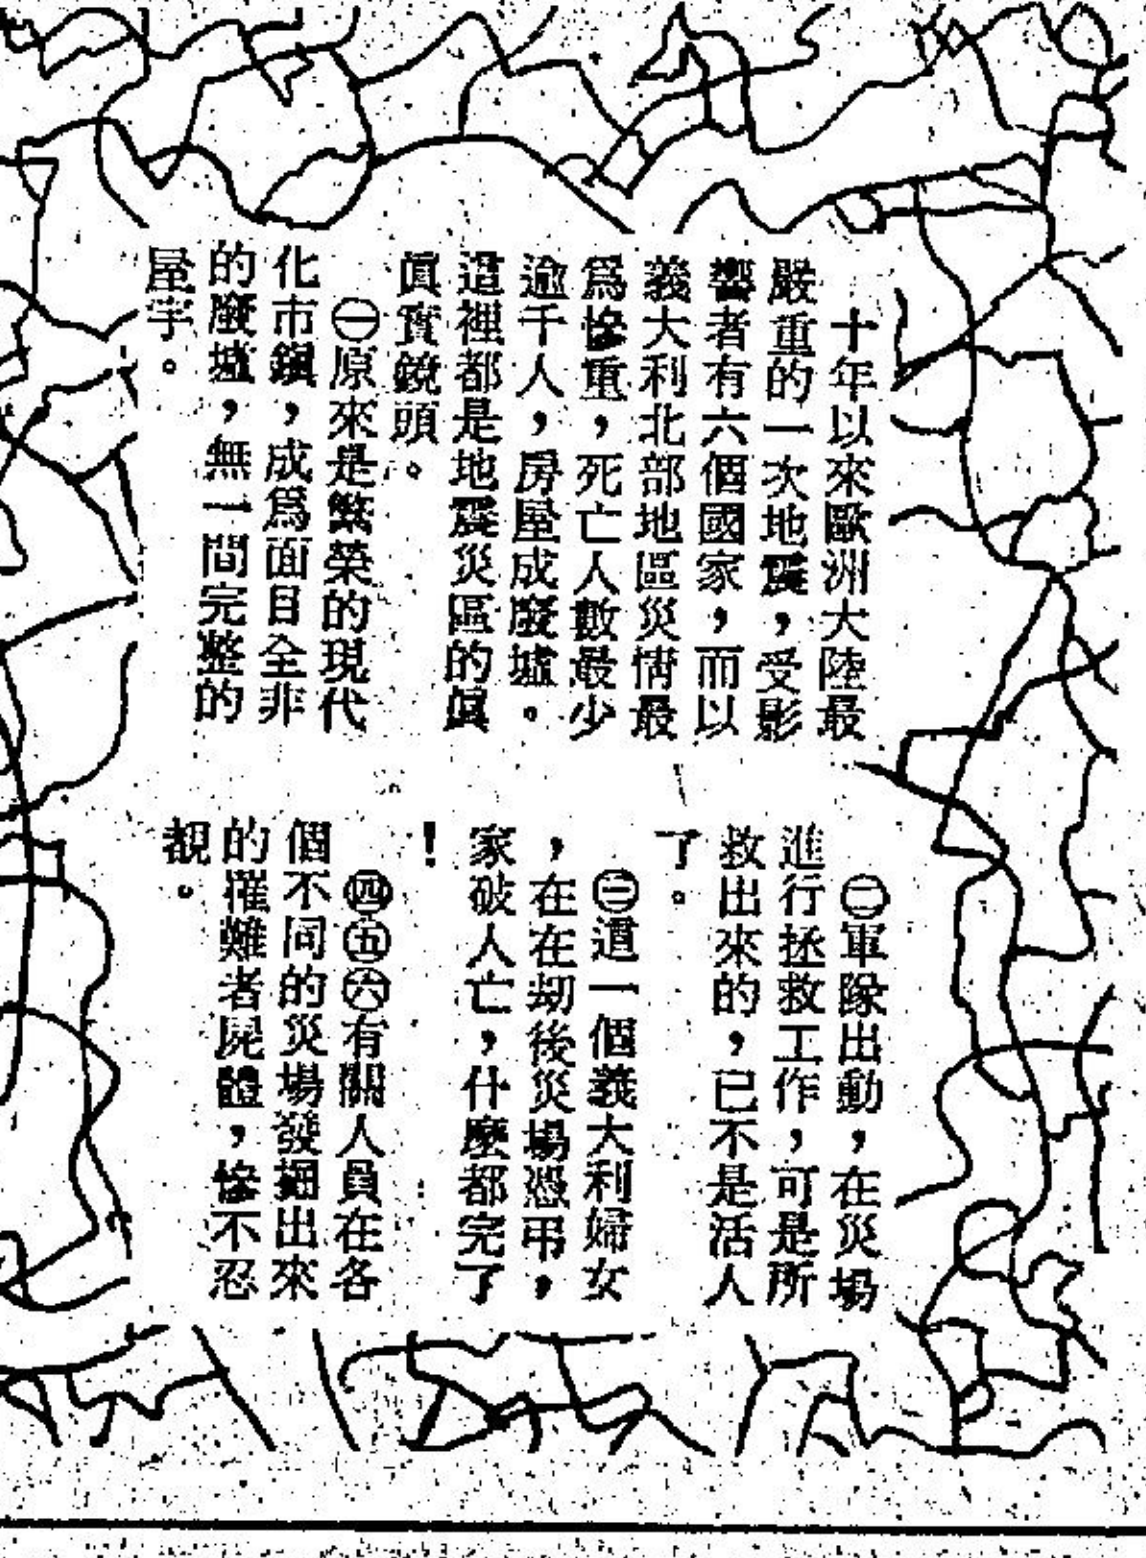 十年以來歐洲大陸最
嚴重的一次地震，受影
響者有六個國家，而以
義大利北部地區災情最
爲慘重，死亡人數最少
逾千人，房屋成廢墟。
這裡都是地震災區的眞
眞實鏡頭。
㊀原來是繁榮的現代
化市鎭，成爲面目全非
的廢墟，無一間完整的
屋宇。
㊁軍隊出動，在災場
進行拯救工作，可是所
救出來的，已不是活人
了。
㊂這一個義大利婦女
，在在刼後災場憑弔，
家破人亡，什麼都完了
！
㊃㊄㊅有關人員在各
個不同的災場發掘出來
的罹難者屍體，慘不忍
覩。